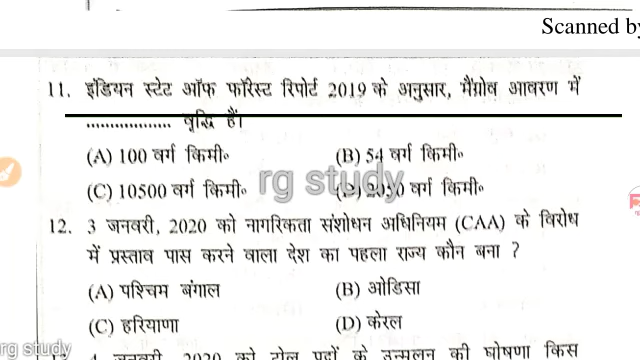 Scanned by
11. इंडियन स्टेट ऑफ फॉरेस्ट रिपोर्ट 2019 के अनुसार, मैंग्रोव आवरण में
.................. वृद्धि हैं।
(A) 100 वर्ग किमी॰ (B) 54 वर्ग किमी॰
(C) 10500 वर्ग किमी॰ (D) 2050 वर्ग किमी॰
rg study
12. 3 जनवरी, 2020 को नागरिकता संशोधन अधिनियम (CAA) के विरोध
में प्रस्ताव पास करने वाला देश का पहला राज्य कौन बना ?
(A) पश्चिम बंगाल (B) ओडिसा
(C) हरियाणा (D) केरल
rg study
जनवरी 2020 को टोल पट्टों के उन्मूलन की घोषणा किस